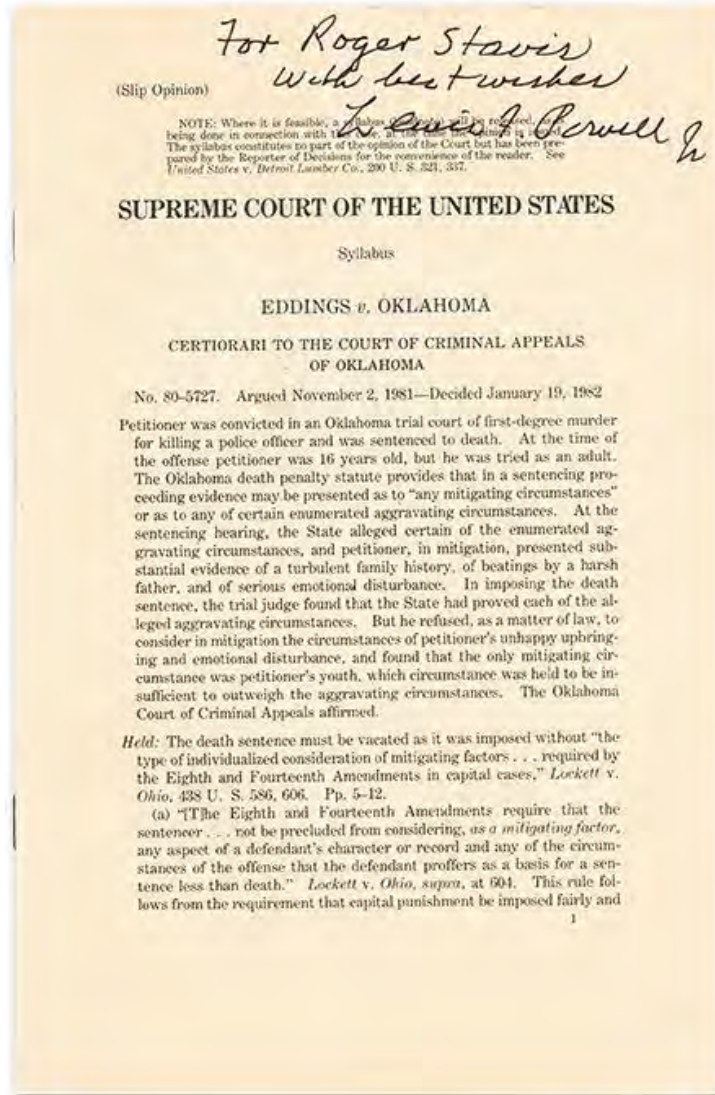 For Roger Stavis
With best wishes
Lewis F. Powell Jr
(Slip Opinion)
NOTE: Where it is feasible, a syllabus will be released,
being done in connection with
The syllabus constitutes no part of the opinion of the Court but has been pre-
pared by the Reporter of Decisions for the convenience of the reader. See
United States v. Detroit Lumber Co., 200 U. S. 321, 337.
SUPREME COURT OF THE UNITED STATES
Syllabus
EDDINGS v. OKLAHOMA
CERTIORARI TO THE COURT OF CRIMINAL APPEALS
OF OKLAHOMA
No. 80–5727. Argued November 2, 1981—Decided January 19, 1982
Petitioner was convicted in an Oklahoma trial court of first-degree murder
for killing a police officer and was sentenced to death. At the time of
the offense petitioner was 16 years old, but he was tried as an adult.
The Oklahoma death penalty statute provides that in a sentencing pro-
ceeding evidence may be presented as to "any mitigating circumstances"
or as to any of certain enumerated aggravating circumstances. At the
sentencing hearing, the State alleged certain of the enumerated ag-
gravating circumstances, and petitioner, in mitigation, presented sub-
stantial evidence of a turbulent family history, of beatings by a harsh
father, and of serious emotional disturbance. In imposing the death
sentence, the trial judge found that the State had proved each of the al-
leged aggravating circumstances. But he refused, as a matter of law, to
consider in mitigation the circumstances of petitioner's unhappy upbring-
ing and emotional disturbance, and found that the only mitigating cir-
cumstance was petitioner's youth, which circumstance was held to be in-
sufficient to outweigh the aggravating circumstances. The Oklahoma
Court of Criminal Appeals affirmed.
Held: The death sentence must be vacated as it was imposed without "the
type of individualized consideration of mitigating factors . . . required by
the Eighth and Fourteenth Amendments in capital cases," Lockett v.
Ohio, 438 U. S. 586, 606. Pp. 5–12.
(a) "[T]he Eighth and Fourteenth Amendments require that the
sentencer . . . not be precluded from considering, as a mitigating factor,
any aspect of a defendant's character or record and any of the circum-
stances of the offense that the defendant proffers as a basis for a sen-
tence less than death." Lockett v. Ohio, supra, at 604. This rule fol-
lows from the requirement that capital punishment be imposed fairly and
1